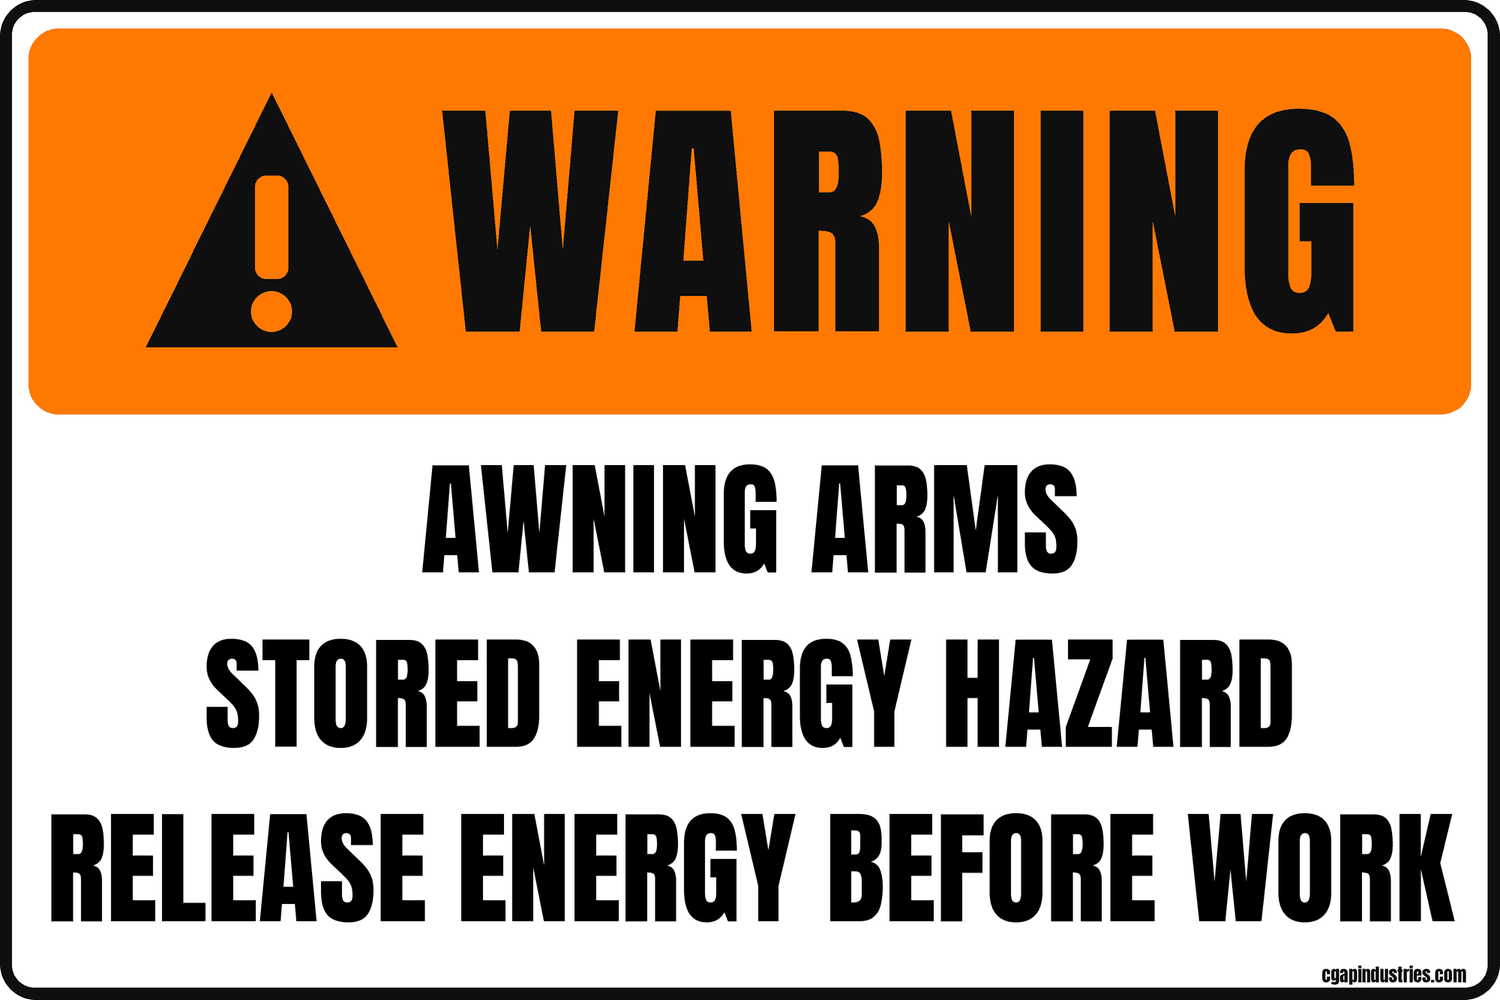 WARNING
AWNING ARMS
STORED ENERGY HAZARD
RELEASE ENERGY BEFORE WORK
cgapindustries.com